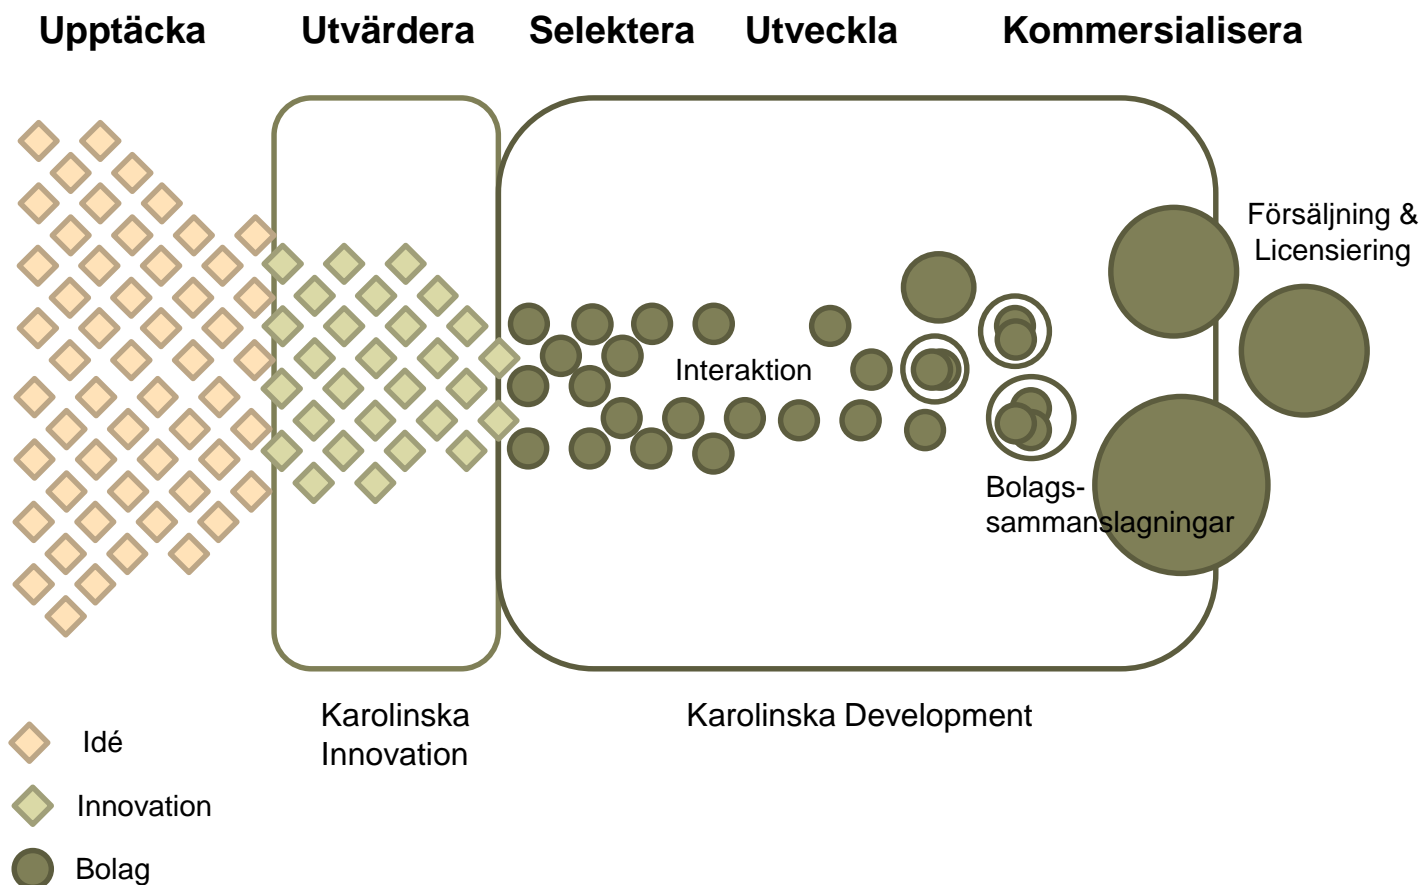 Upptäcka
Utvärdera
Selektera
Utveckla
Kommersialisera
Försäljning &
Licensiering
Interaktion
Bolags-
sammanslagningar
Karolinska
Innovation
Karolinska Development
Idé
Innovation
Bolag